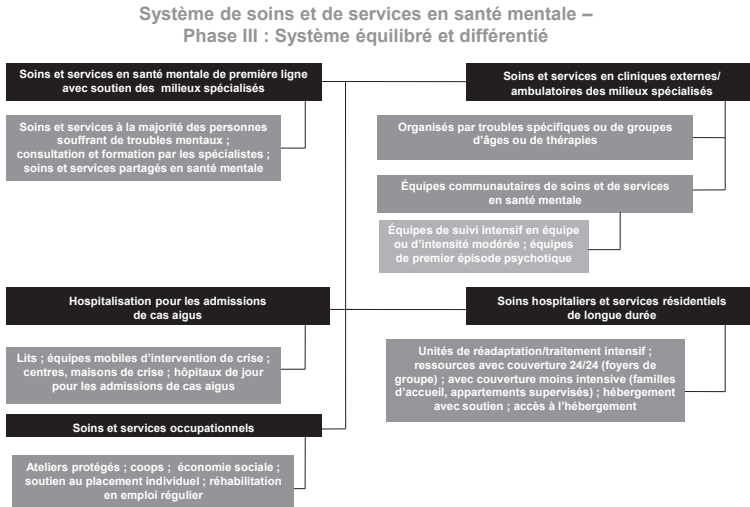 Système de soins et de services en santé mentale –
Phase III : Système équilibré et différentié
Soins et services en santé mentale de première ligne
avec soutien des milieux spécialisés
Soins et services à la majorité des personnes
souffrant de troubles mentaux ;
consultation et formation par les spécialistes ;
soins et services partagés en santé mentale
Soins et services en cliniques externes/
ambulatoires des milieux spécialisés
Organisés par troubles spécifiques ou de groupes
d'âges ou de thérapies
Équipes communautaires de soins et de services
en santé mentale
Équipes de suivi intensif en équipe
ou d'intensité modérée ; équipes
de premier épisode psychotique
Hospitalisation pour les admissions
de cas aigus
Lits ; équipes mobiles d'intervention de crise ;
centres, maisons de crise ; hôpitaux de jour
pour les admissions de cas aigus
Soins hospitaliers et services résidentiels
de longue durée
Unités de réadaptation/traitement intensif ;
ressources avec couverture 24/24 (foyers de
groupe) ; avec couverture moins intensive (familles
d'accueil, appartements supervisés) ; hébergement
avec soutien ; accès à l'hébergement
Soins et services occupationnels
Ateliers protégés ; coops ; économie sociale ;
soutien au placement individuel ; réhabilitation
en emploi régulier